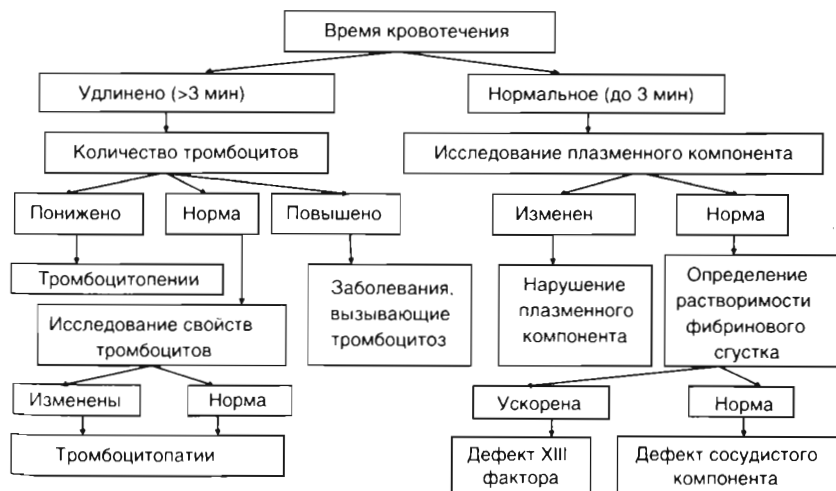 Время кровотечения
Удлинено (>3 мин)
Нормальное (до 3 мин)
Количество тромбоцитов
Исследование плазменного компонента
Понижено
Норма
Повышено
Изменен
Норма
Тромбоцитопении
Заболевания,
вызывающие
тромбоцитоз
Нарушение
плазменного
компонента
Определение
растворимости
фибринового
сгустка
Исследование свойств
тромбоцитов
Изменены
Норма
Ускорена
Норма
Тромбоцитопатии
Дефект XIII
фактора
Дефект сосудистого
компонента